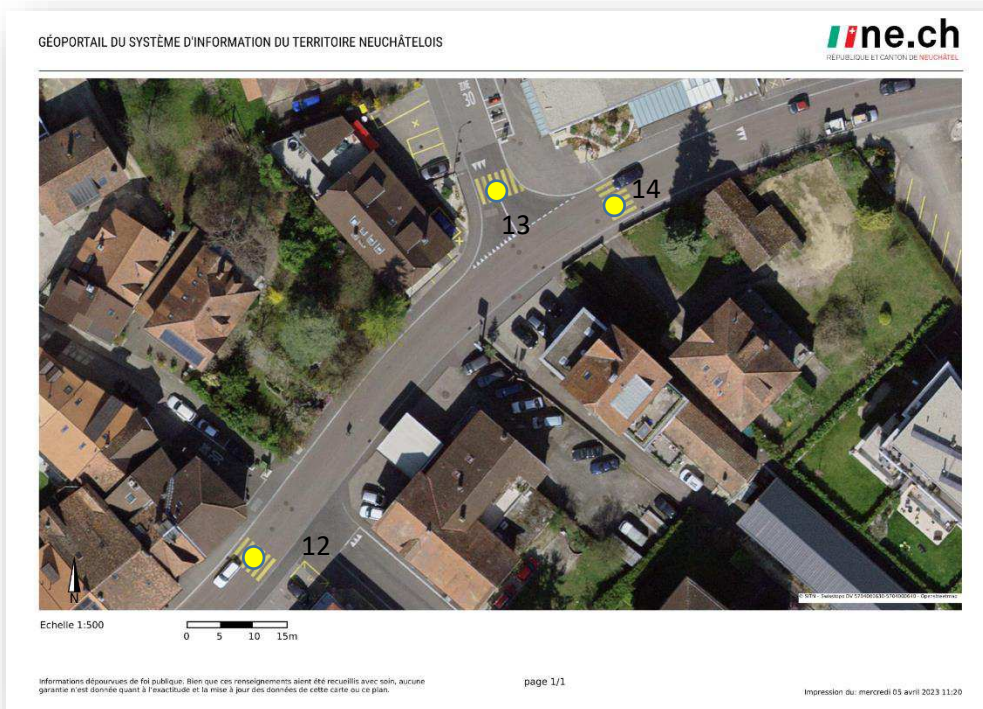 GÉOPORTAIL DU SYSTÈME D'INFORMATION DU TERRITOIRE NEUCHÂTELOIS
ne.ch
RÉPUBLIQUE ET CANTON DE NEUCHÂTEL
ZONE
30
14
13
12
N
Echelle 1:500
0 5 10 15m
Informations dépourvues de foi publique. Bien que ces renseignements aient été recueillis avec soin, aucune
garantie n'est donnée quant à l'exactitude et la mise à jour des données de cette carte ou ce plan.
page 1/1
Impression du: mercredi 05 avril 2023 11:20